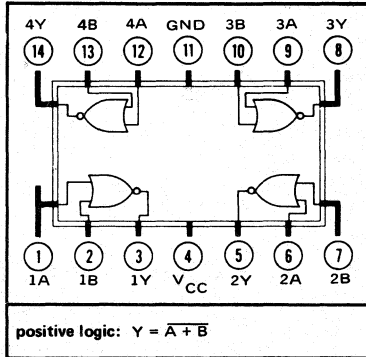 4Y 4B 4A GND 3B 3A 3Y
14 13 12 11 10 9 8
1 2 3 4 5 6 7
1A 1B 1Y VCC 2Y 2A 2B
positive logic: Y = \overline{A + B}